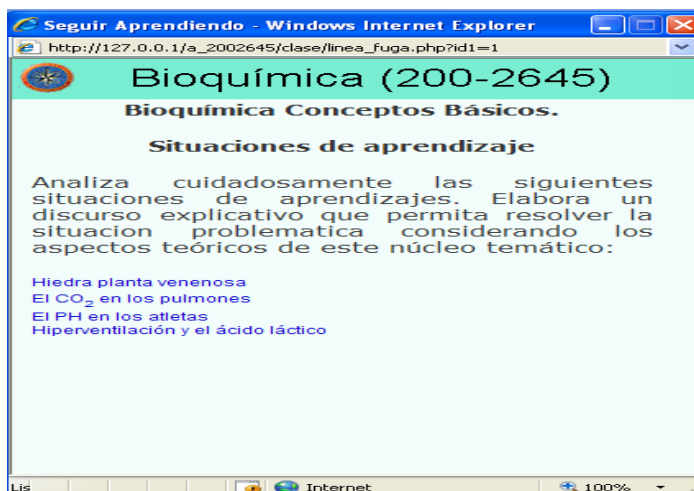 Seguir Aprendiendo - Windows Internet Explorer
http://127.0.0.1/a_2002645/clase/linea_fuga.php?id1=1
Bioquímica (200-2645)
Bioquímica Conceptos Básicos.
Situaciones de aprendizaje
Analiza cuidadosamente las siguientes
situaciones de aprendizajes. Elabora un
discurso explicativo que permita resolver la
situacion problematica considerando los
aspectos teóricos de este núcleo temático:
Hiedra planta venenosa
El CO₂ en los pulmones
El PH en los atletas
Hiperventilación y el ácido láctico
Lis Internet 100%